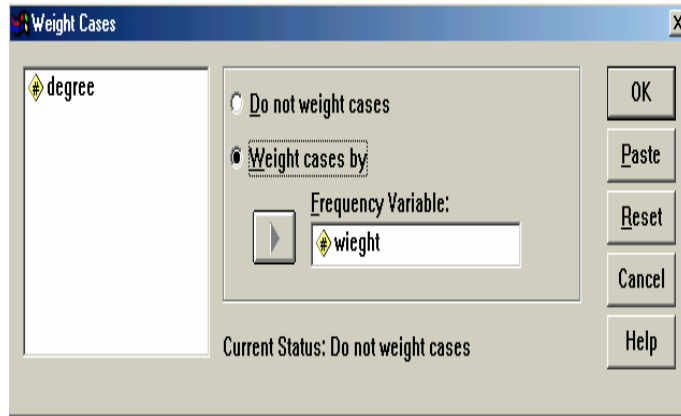 Weight Cases
degree
Do not weight cases
Weight cases by
Frequency Variable:
wieght
Current Status: Do not weight cases
OK
Paste
Reset
Cancel
Help